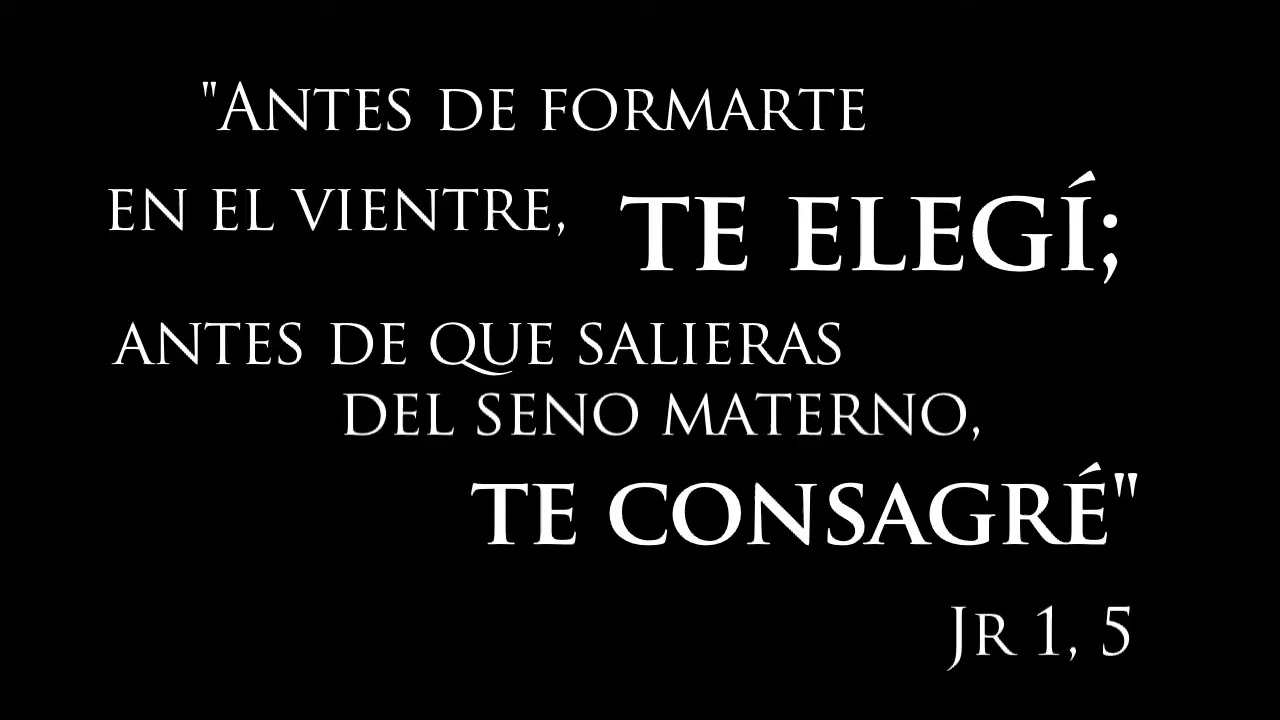 "ANTES DE FORMARTE
EN EL VIENTRE, TE ELEGÍ;
ANTES DE QUE SALIERAS
DEL SENO MATERNO,
TE CONSAGRÉ"
JR 1, 5